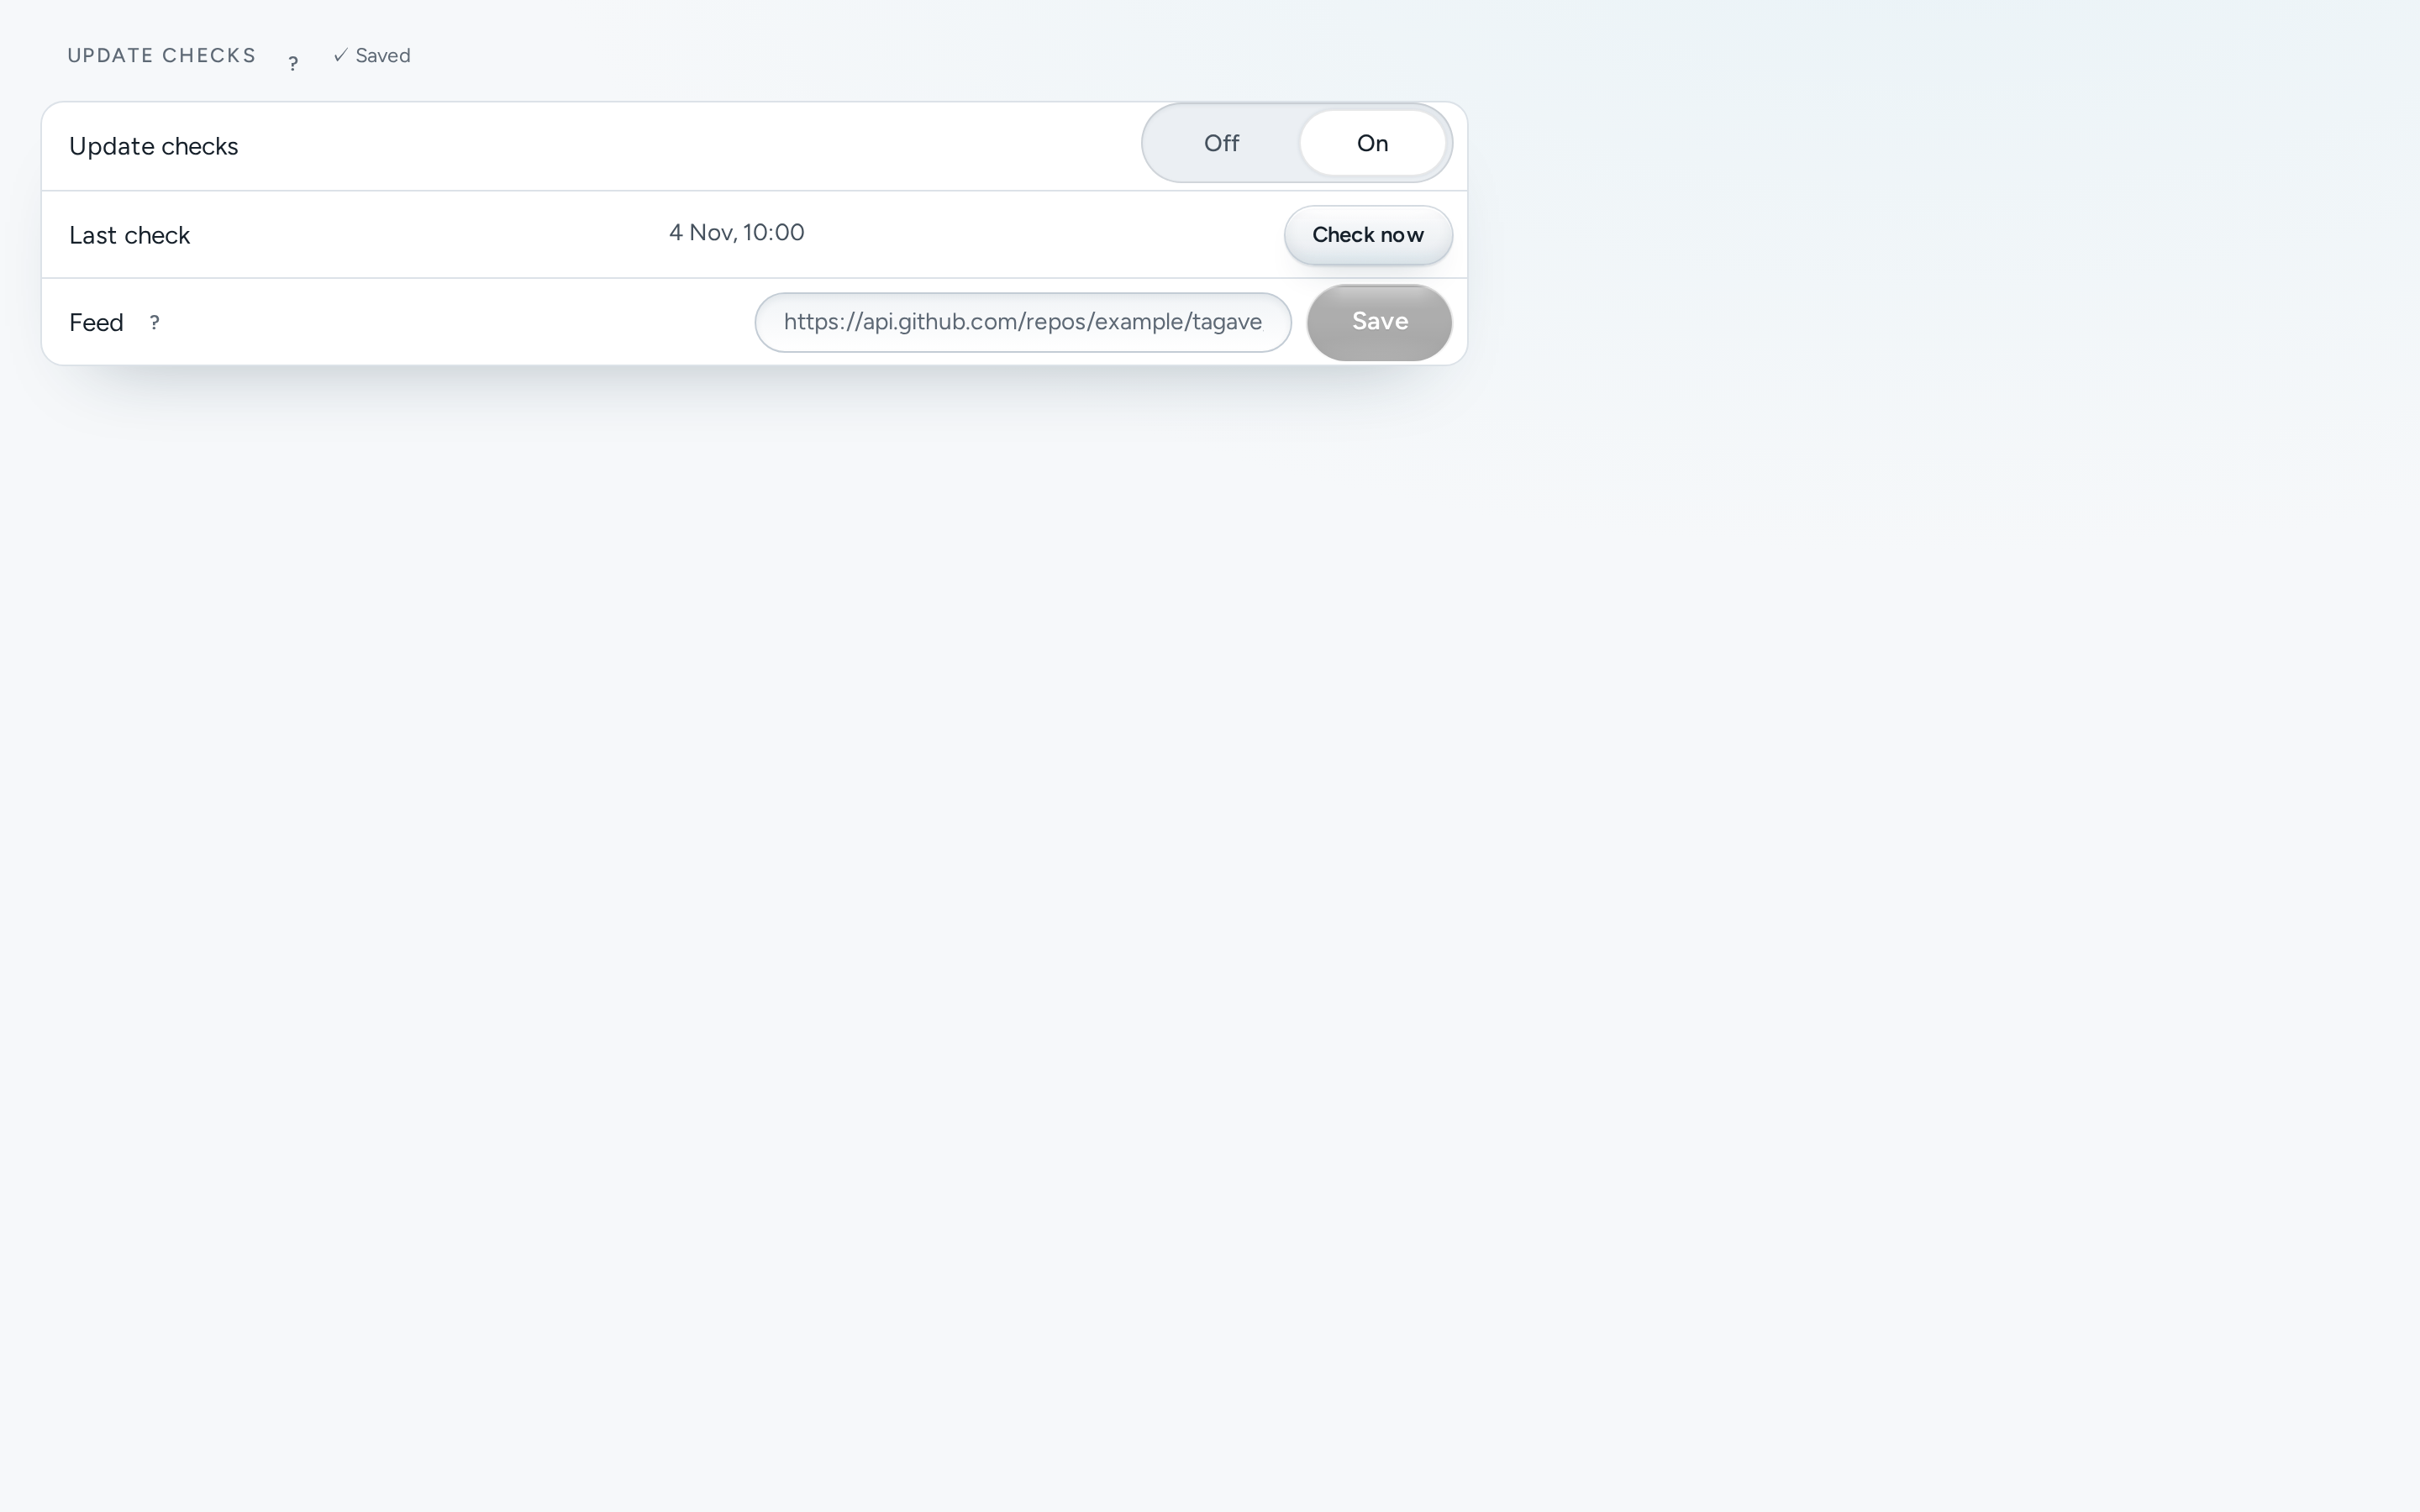 UPDATE CHECKS ? ✓ Saved
Update checks Off On
Last check 4 Nov, 10:00 Check now
Feed ? https://api.github.com/repos/example/tagave Save